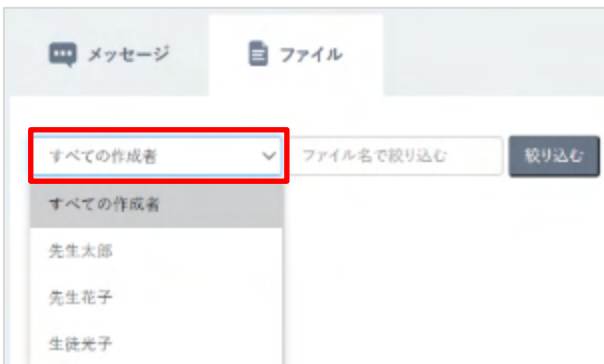 メッセージ ファイル
すべての作成者 ファイル名で絞り込む 絞り込む
すべての作成者
先生太郎
先生花子
生徒光子